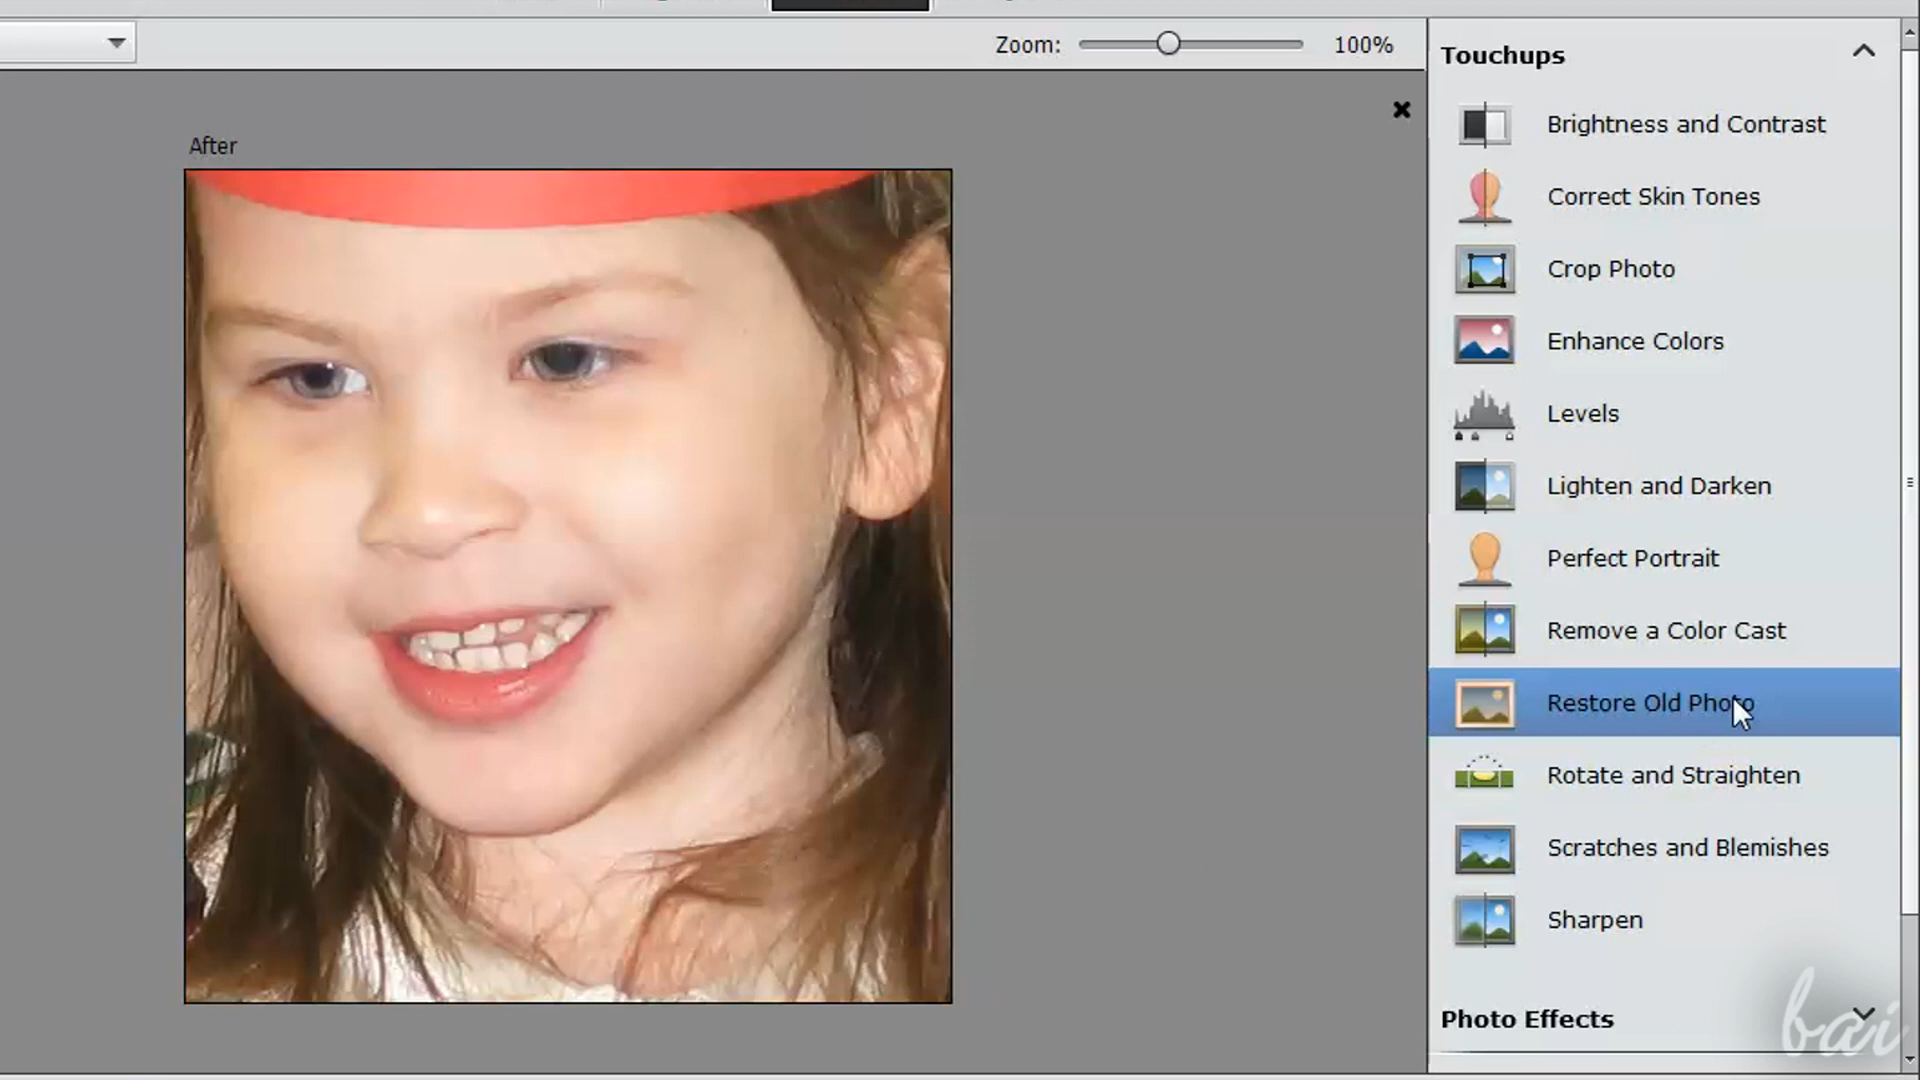 Zoom: 100%
Touchups
After
Brightness and Contrast
Correct Skin Tones
Crop Photo
Enhance Colors
Levels
Lighten and Darken
Perfect Portrait
Remove a Color Cast
Restore Old Photo
Rotate and Straighten
Scratches and Blemishes
Sharpen
Photo Effects
bai